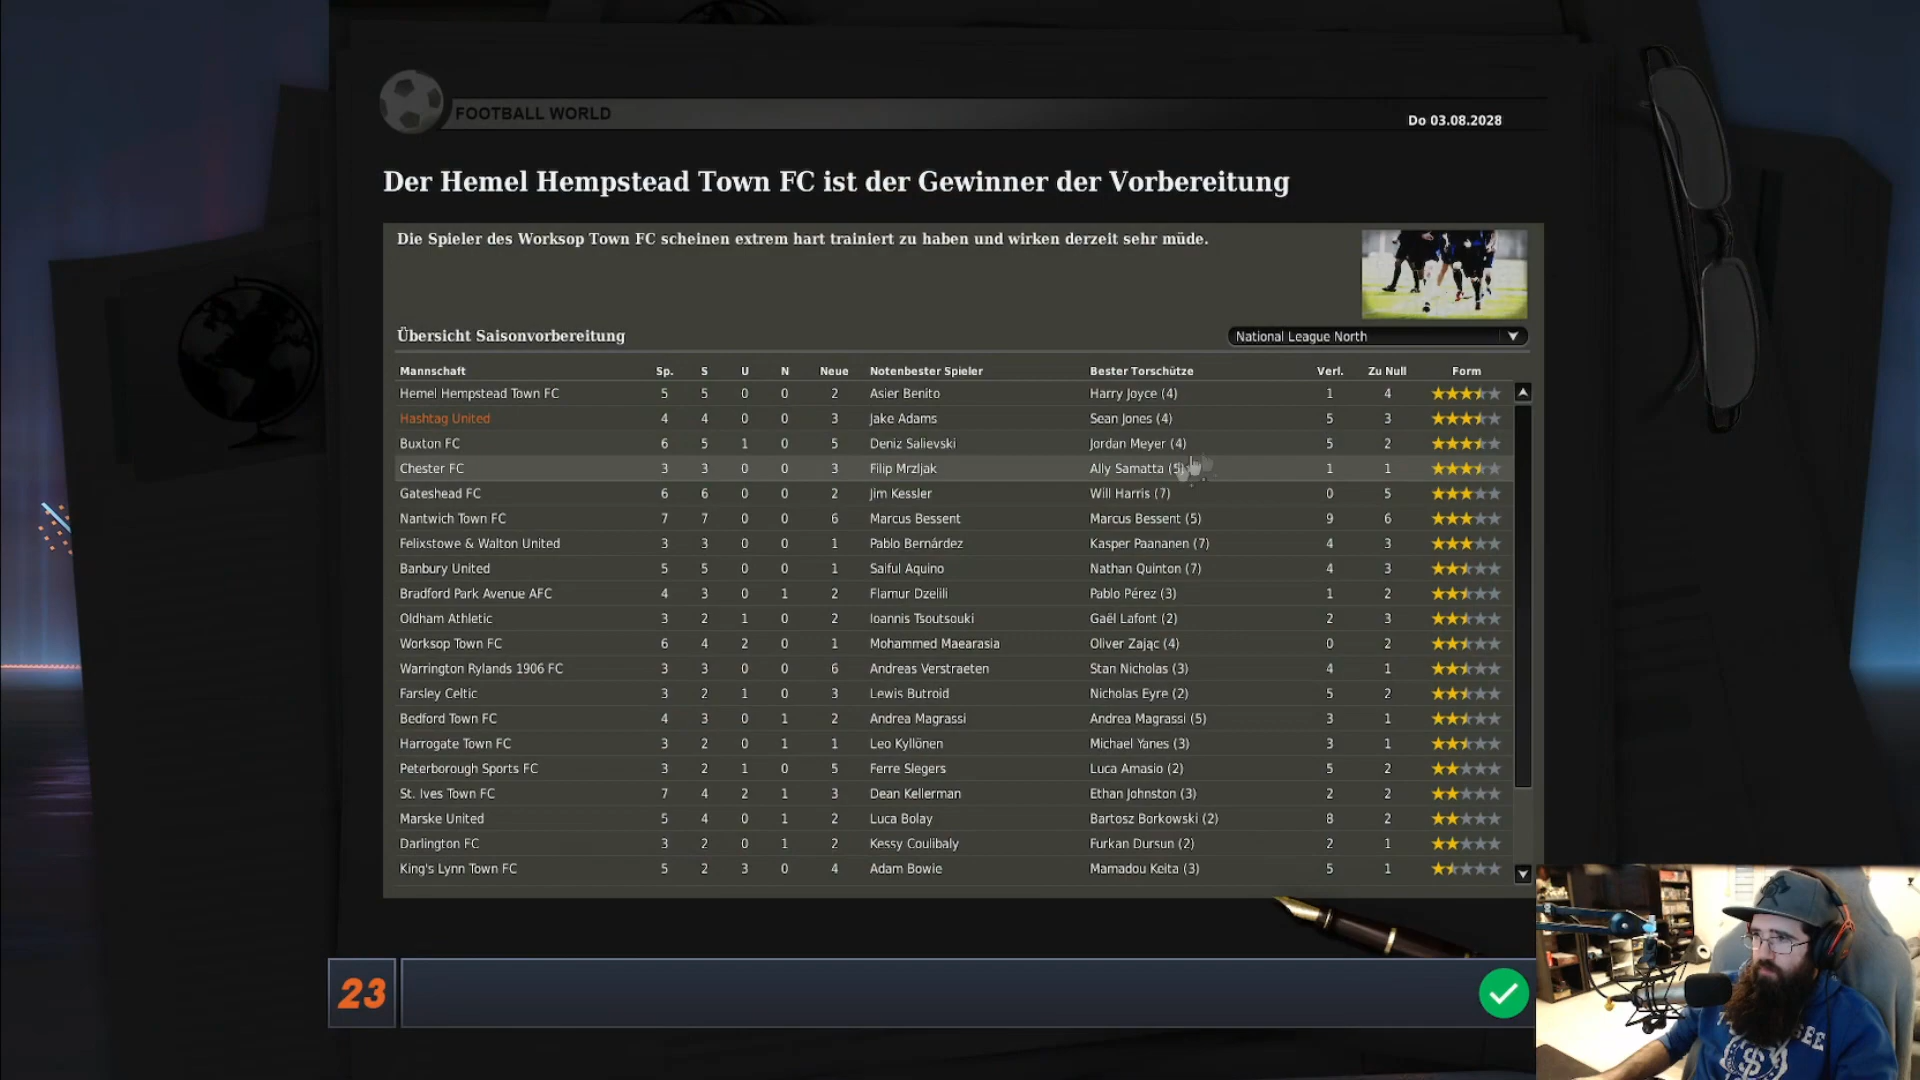 FOOTBALL WORLD
Do 03.08.2028
Der Hemel Hempstead Town FC ist der Gewinner der Vorbereitung
Die Spieler des Worksop Town FC scheinen extrem hart trainiert zu haben und wirken derzeit sehr müde.
Übersicht Saisonvorbereitung
National League North
Mannschaft Sp. S U N Neue Notenbester Spieler Bester Torschütze Verl. Zu Null Form
Hemel Hempstead Town FC 5 5 0 0 2 Asier Benito Harry Joyce (4) 1 4
Hashtag United 4 4 0 0 3 Jake Adams Sean Jones (4) 5 3
Buxton FC 6 5 1 0 5 Deniz Salievski Jordan Meyer (4) 5 2
Chester FC 3 3 0 0 3 Filip Mrzljak Ally Samatta (5) 1 1
Gateshead FC 6 6 0 0 2 Jim Kessler Will Harris (7) 0 5
Nantwich Town FC 7 7 0 0 6 Marcus Bessent Marcus Bessent (5) 9 6
Felixstowe & Walton United 3 3 0 0 1 Pablo Bernárdez Kasper Paananen (7) 4 3
Banbury United 5 5 0 0 1 Saiful Aquino Nathan Quinton (7) 4 3
Bradford Park Avenue AFC 4 3 0 1 2 Flamur Dzelili Pablo Pérez (3) 1 2
Oldham Athletic 3 2 1 0 2 Ioannis Tsoutsouki Gaël Lafont (2) 2 3
Worksop Town FC 6 4 2 0 1 Mohammed Maearasia Oliver Zając (4) 0 2
Warrington Rylands 1906 FC 3 3 0 0 6 Andreas Verstraeten Stan Nicholas (3) 4 1
Farsley Celtic 3 2 1 0 3 Lewis Butroid Nicholas Eyre (2) 5 2
Bedford Town FC 4 3 0 1 2 Andrea Magrassi Andrea Magrassi (5) 3 1
Harrogate Town FC 3 2 0 1 1 Leo Kyllönen Michael Yanes (3) 3 1
Peterborough Sports FC 3 2 1 0 5 Ferre Slegers Luca Amasio (2) 5 2
St. Ives Town FC 7 4 2 1 3 Dean Kellerman Ethan Johnston (3) 2 2
Marske United 5 4 0 1 2 Luca Bolay Bartosz Borkowski (2) 8 2
Darlington FC 3 2 0 1 2 Kessy Coulibaly Furkan Dursun (2) 2 1
King's Lynn Town FC 5 2 3 0 4 Adam Bowie Mamadou Keita (3) 5 1
23